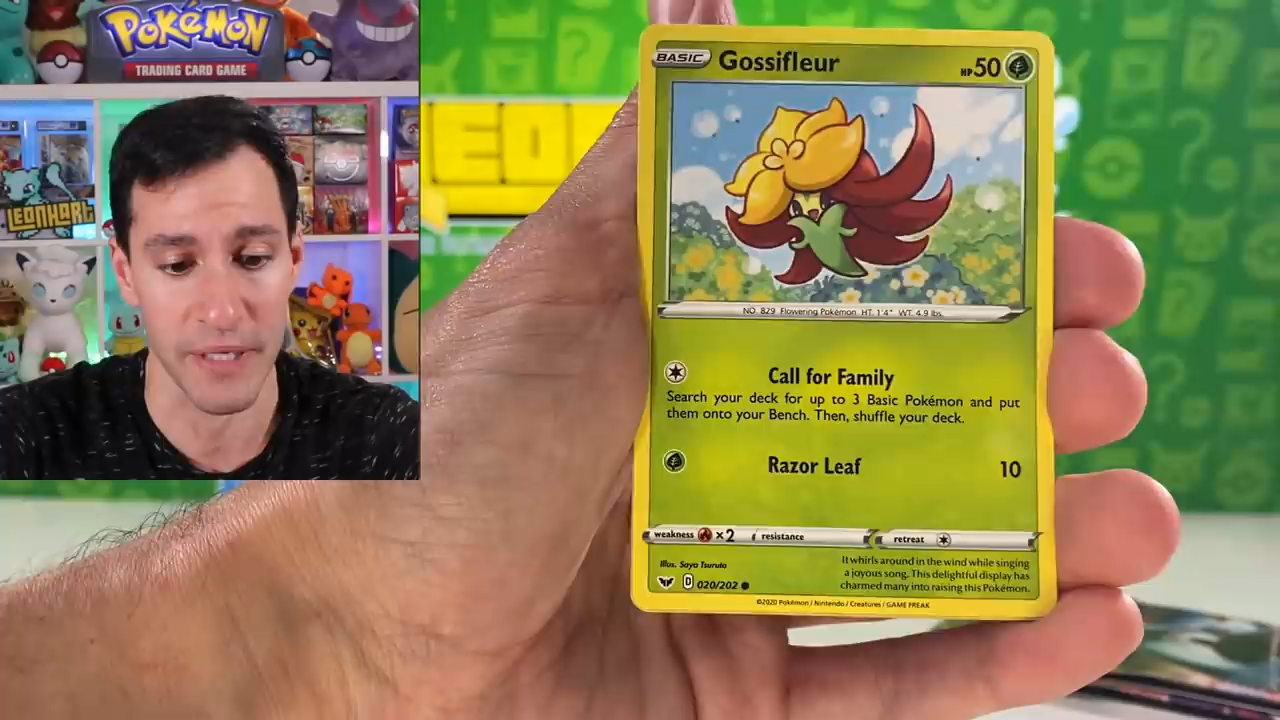 POKéMON
TRADING CARD GAME
LEONHART
BASIC Gossifleur HP 50
NO. 829 Flowering Pokémon HT: 1'4" WT: 4.9 lbs.
Call for Family
Search your deck for up to 3 Basic Pokémon and put
them onto your Bench. Then, shuffle your deck.
Razor Leaf 10
weakness ×2 resistance retreat
Illus. Saya Tsuruta
D 020/202
It whirls around in the wind while singing
a joyous song. This delightful display has
charmed many into raising this Pokémon.
©2020 Pokémon / Nintendo / Creatures / GAME FREAK